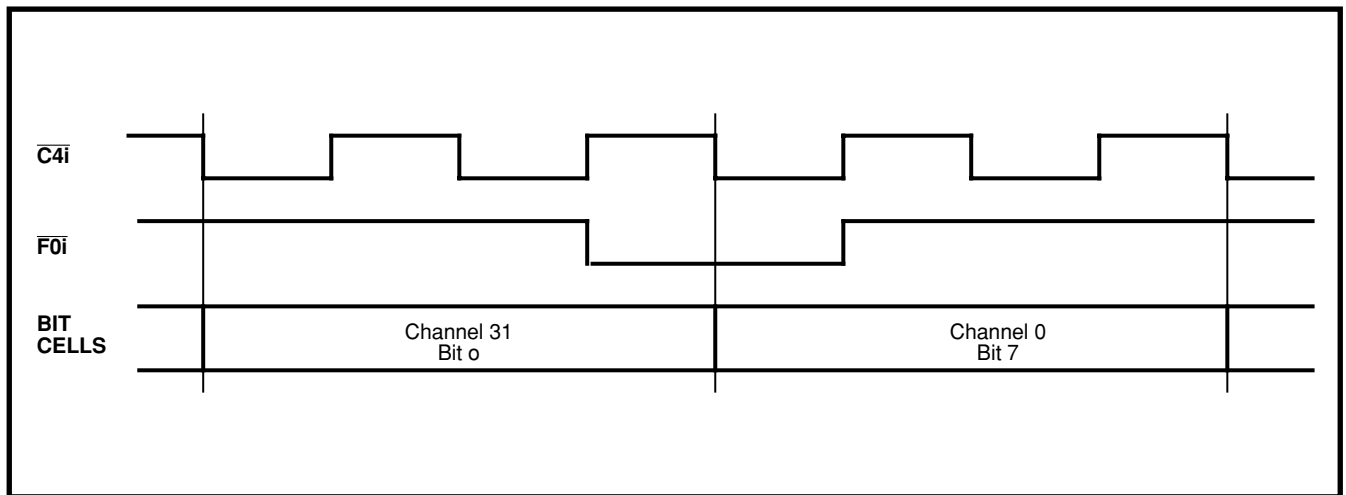 C4i
F0i
BIT
CELLS
Channel 31
Bit o
Channel 0
Bit 7